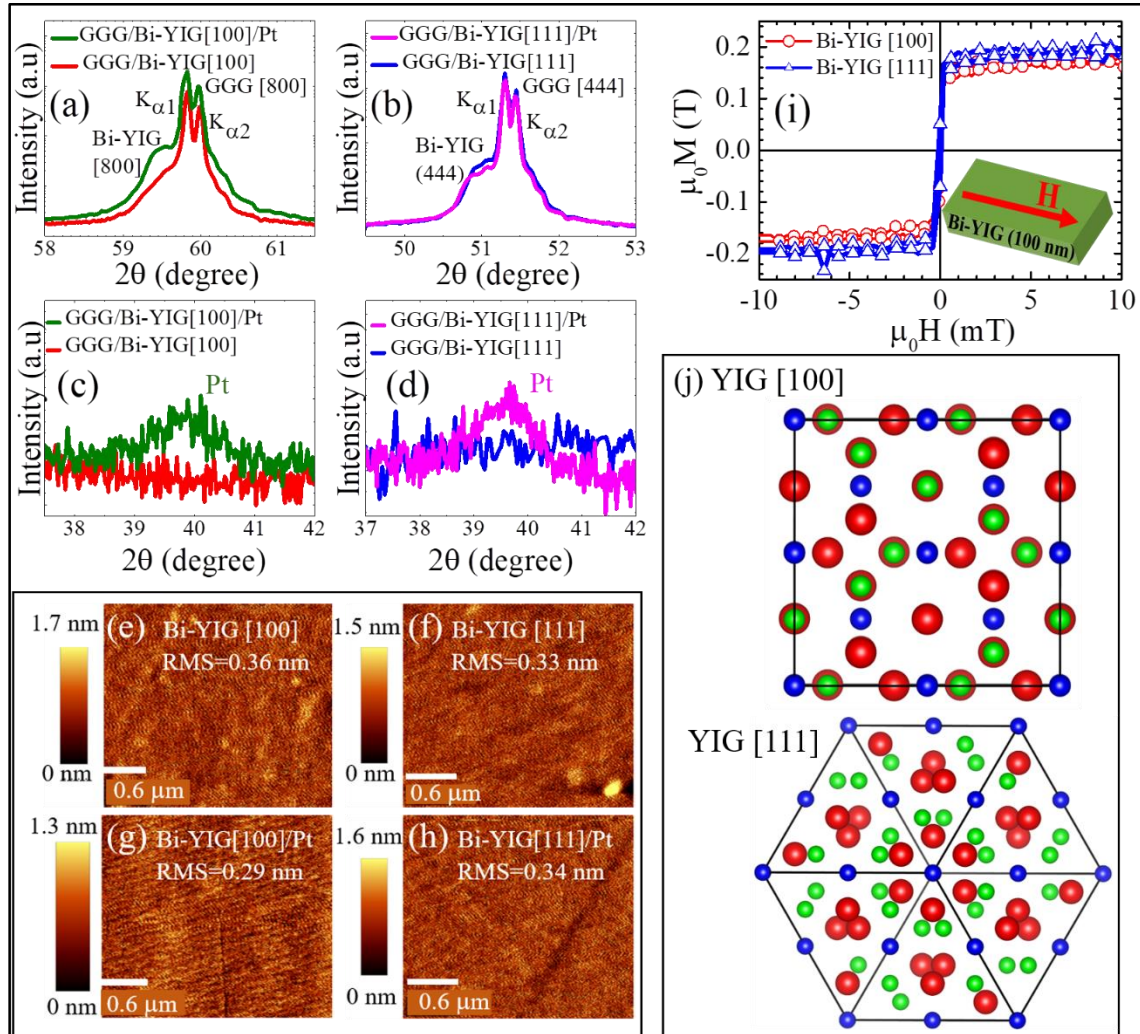 GGG/Bi-YIG[100]/Pt
GGG/Bi-YIG[100]
(a)
Kα1
GGG [800]
Kα2
Bi-YIG
[800]
Intensity (a.u)
58 59 60 61
2θ (degree)
GGG/Bi-YIG[111]/Pt
GGG/Bi-YIG[111]
(b)
Kα1
GGG [444]
Kα2
Bi-YIG
(444)
Intensity (a.u)
50 51 52 53
2θ (degree)
GGG/Bi-YIG[100]/Pt
GGG/Bi-YIG[100]
(c)
Pt
Intensity (a.u)
38 39 40 41 42
2θ (degree)
GGG/Bi-YIG[111]/Pt
GGG/Bi-YIG[111]
(d)
Pt
Intensity (a.u)
37 38 39 40 41 42
2θ (degree)
1.7 nm
0 nm
(e) Bi-YIG [100]
RMS=0.36 nm
0.6 μm
1.5 nm
0 nm
(f) Bi-YIG [111]
RMS=0.33 nm
0.6 μm
1.3 nm
0 nm
(g) Bi-YIG[100]/Pt
RMS=0.29 nm
0.6 μm
1.6 nm
0 nm
(h) Bi-YIG[111]/Pt
RMS=0.34 nm
0.6 μm
Bi-YIG [100]
Bi-YIG [111]
(i)
μ0M (T)
0.2
0.1
0.0
-0.1
-0.2
H
Bi-YIG (100 nm)
-10 -5 0 5 10
μ0H (mT)
(j) YIG [100]
YIG [111]